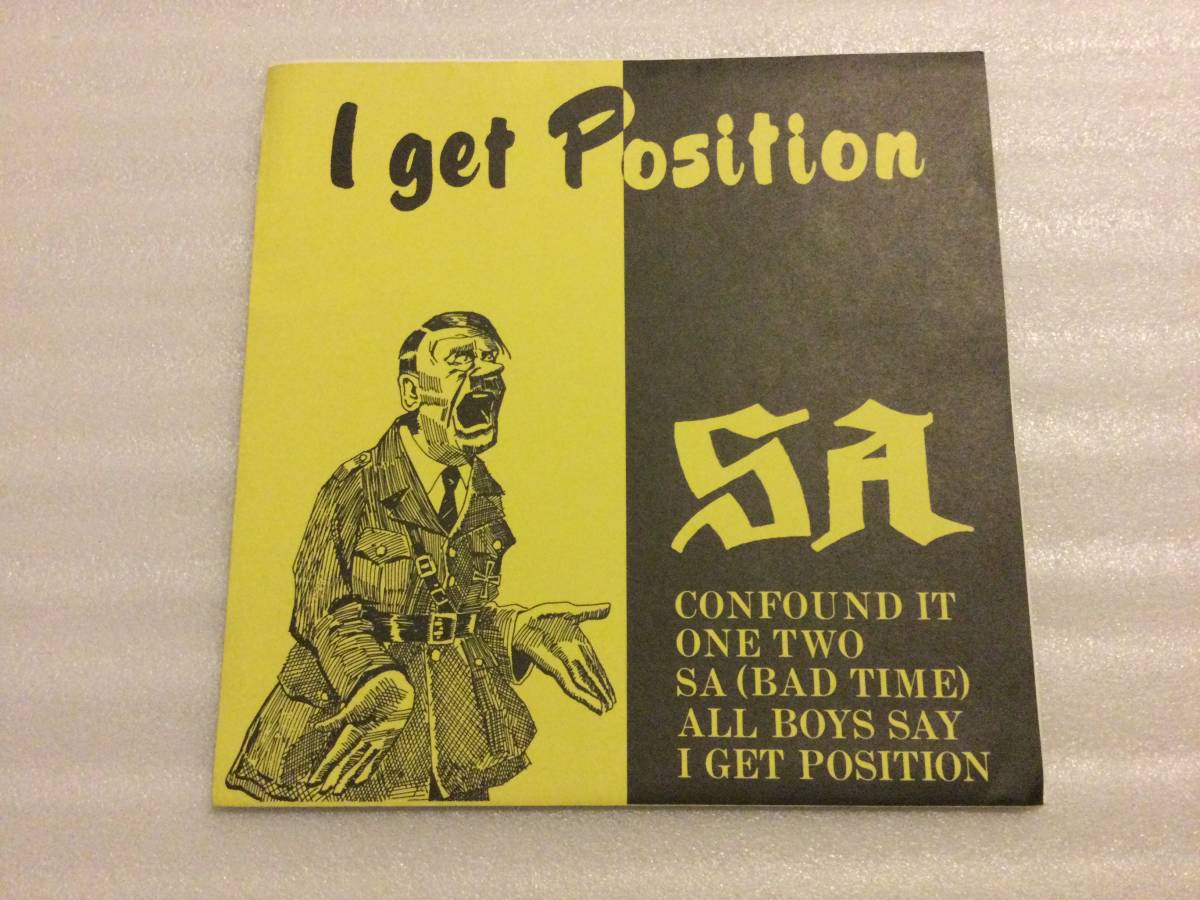 I get Position
SA
CONFOUND IT
ONE TWO
SA (BAD TIME)
ALL BOYS SAY
I GET POSITION